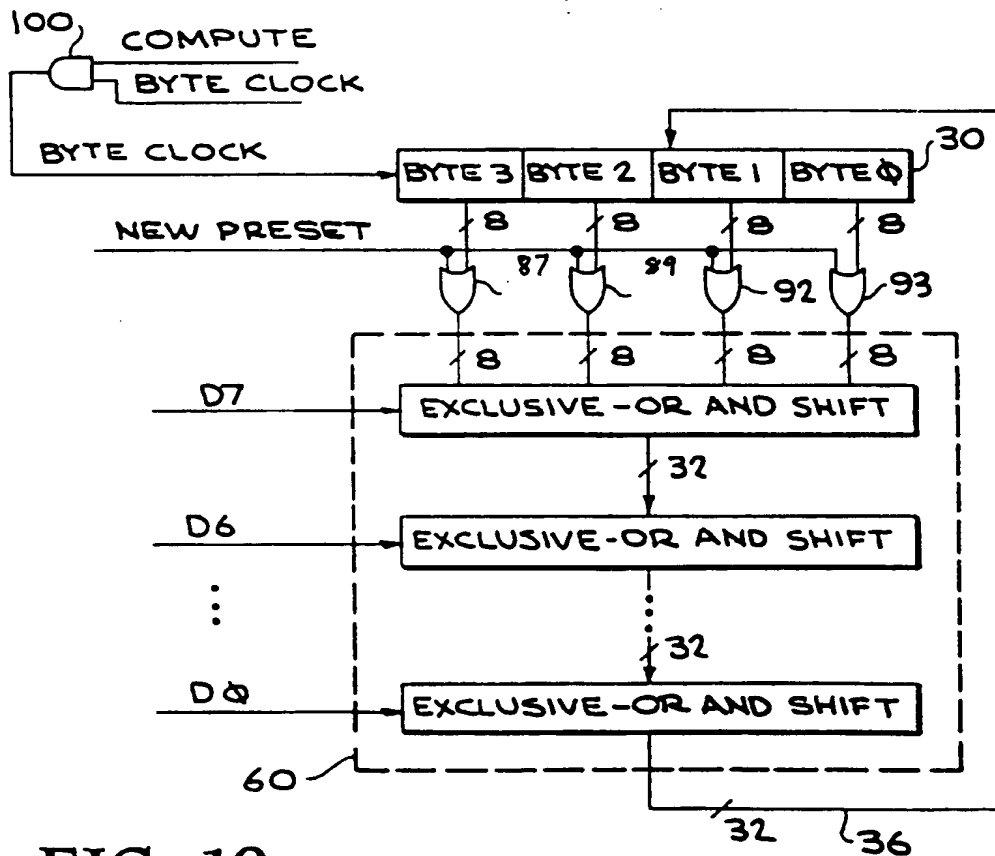 100
COMPUTE
BYTE CLOCK
BYTE CLOCK
BYTE 3 BYTE 2 BYTE 1 BYTE Φ 30
8 8 8 8
NEW PRESET
87 89 92 93
8 8 8 8
D7 EXCLUSIVE-OR AND SHIFT
32
D6 EXCLUSIVE-OR AND SHIFT
32
DΦ EXCLUSIVE-OR AND SHIFT
60
32 36